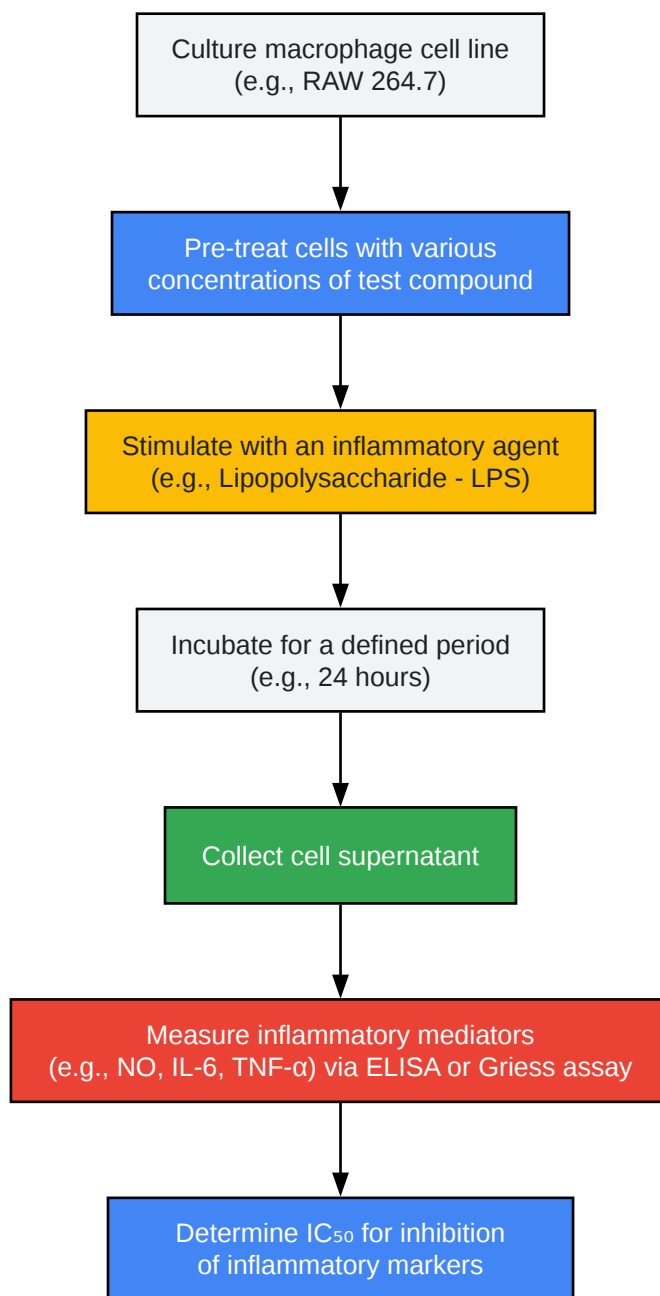 Culture macrophage cell line
(e.g., RAW 264.7)
Pre-treat cells with various
concentrations of test compound
Stimulate with an inflammatory agent
(e.g., Lipopolysaccharide - LPS)
Incubate for a defined period
(e.g., 24 hours)
Collect cell supernatant
Measure inflammatory mediators
(e.g., NO, IL-6, TNF-α) via ELISA or Griess assay
Determine IC₅₀ for inhibition
of inflammatory markers